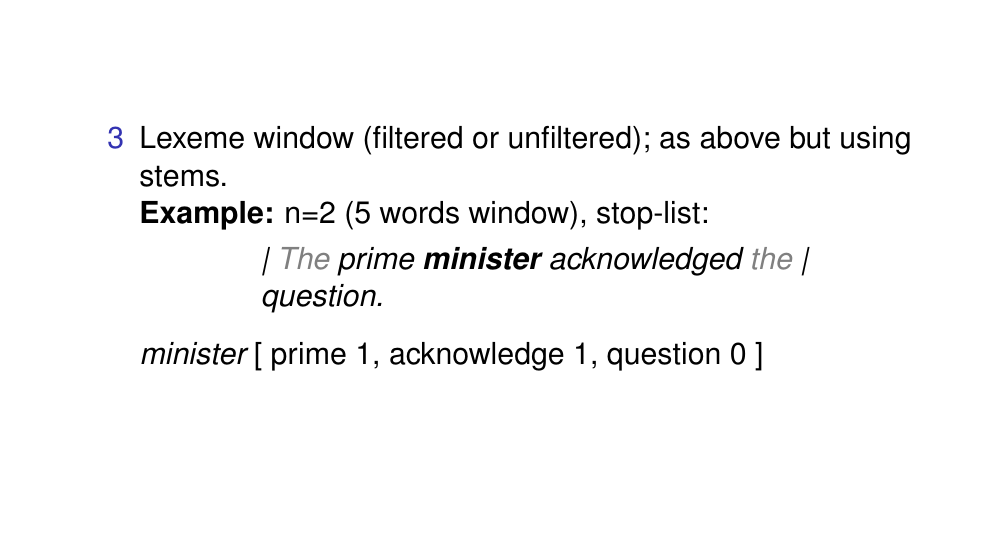 3 Lexeme window (filtered or unfiltered); as above but using
stems.
Example: n=2 (5 words window), stop-list:
| The prime minister acknowledged the |
question.
minister [ prime 1, acknowledge 1, question 0 ]